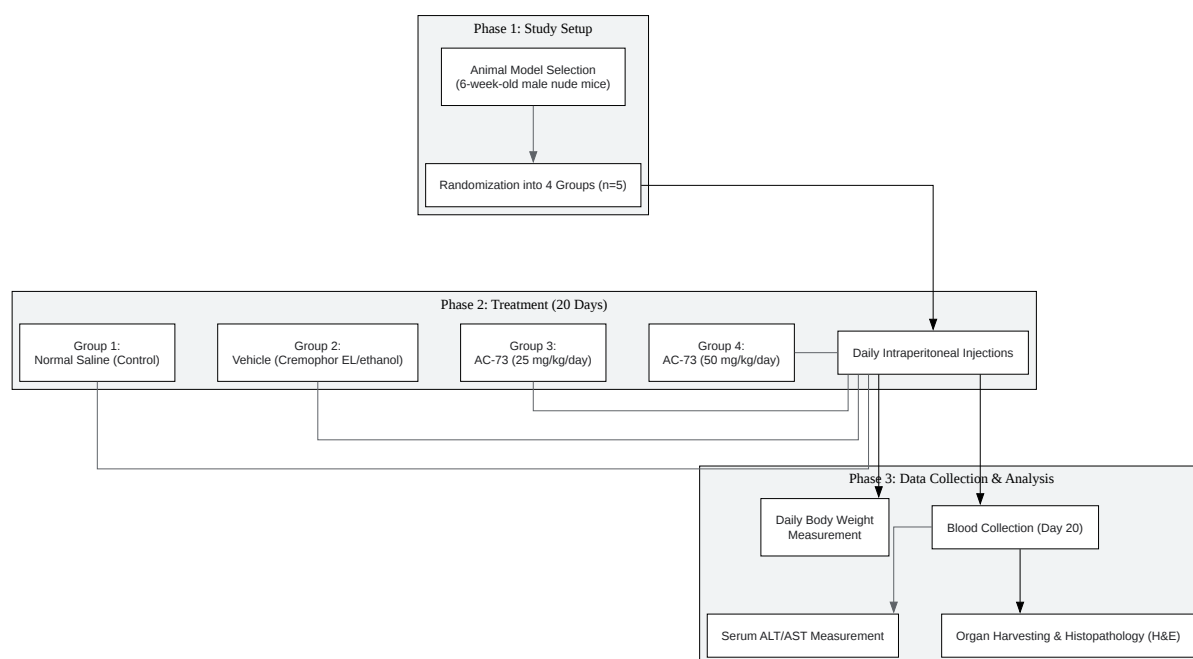 Phase 1: Study Setup
Animal Model Selection
(6-week-old male nude mice)
Randomization into 4 Groups (n=5)
Phase 2: Treatment (20 Days)
Group 1:
Normal Saline (Control)
Group 2:
Vehicle (Cremophor EL/ethanol)
Group 3:
AC-73 (25 mg/kg/day)
Group 4:
AC-73 (50 mg/kg/day)
Daily Intraperitoneal Injections
Phase 3: Data Collection & Analysis
Daily Body Weight
Measurement
Blood Collection (Day 20)
Serum ALT/AST Measurement
Organ Harvesting & Histopathology (H&E)